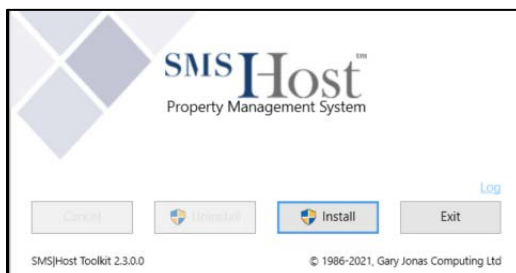 SMS|Host™
Property Management System
Log
Cancel Uninstall Install Exit
SMS|Host Toolkit 2.3.0.0 © 1986-2021, Gary Jonas Computing Ltd